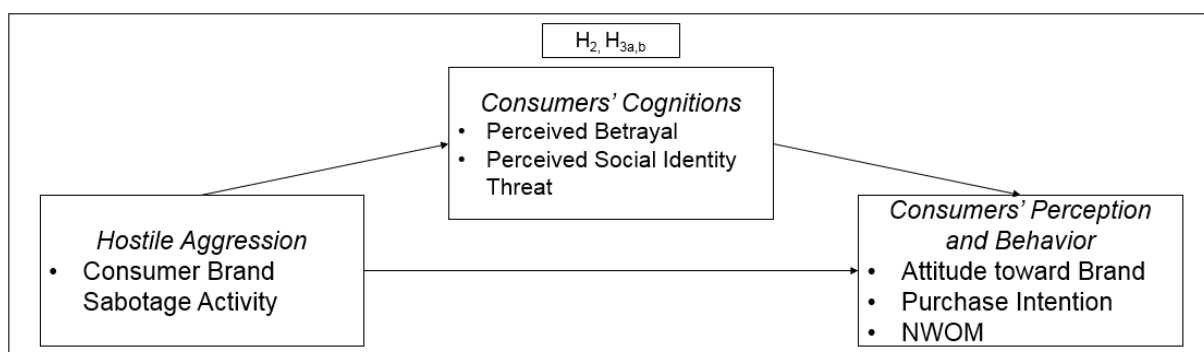 H2, H3a,b
Consumers’ Cognitions
• Perceived Betrayal
• Perceived Social Identity
Threat
Hostile Aggression
• Consumer Brand
Sabotage Activity
Consumers’ Perception
and Behavior
• Attitude toward Brand
• Purchase Intention
• NWOM